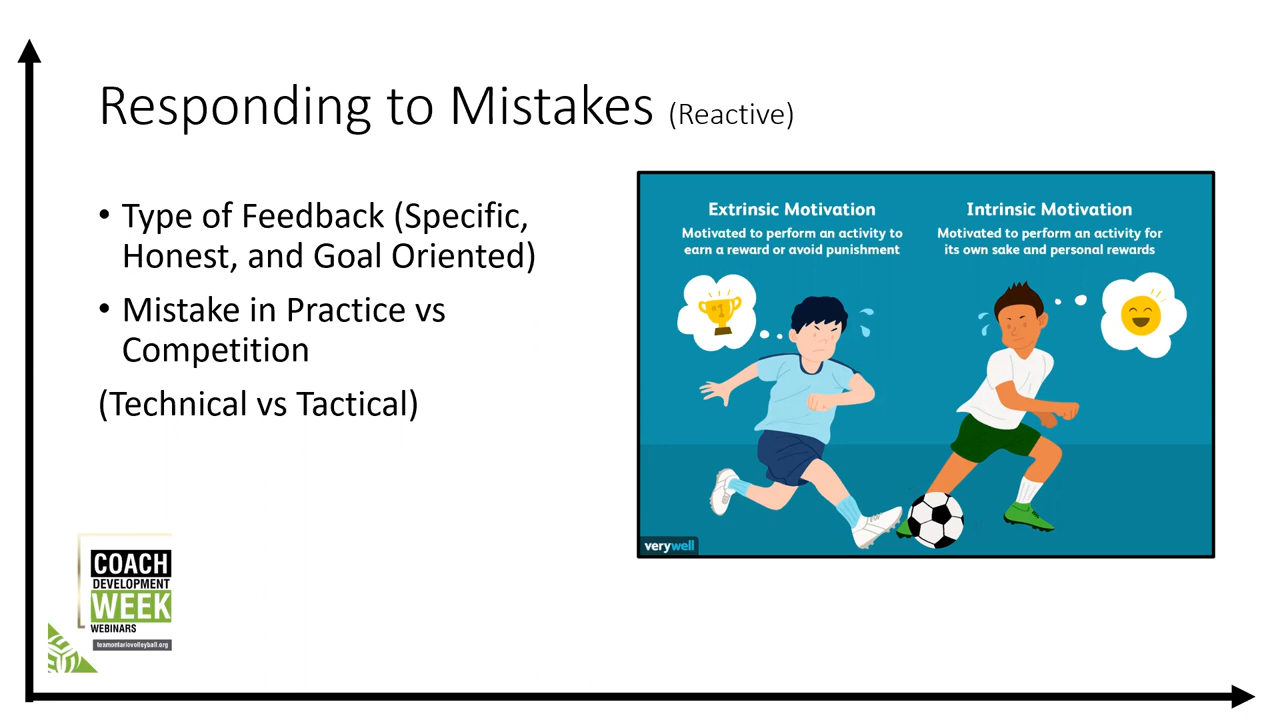 Responding to Mistakes (Reactive)
• Type of Feedback (Specific,
Honest, and Goal Oriented)
• Mistake in Practice vs
Competition
(Technical vs Tactical)
Extrinsic Motivation
Motivated to perform an activity to
earn a reward or avoid punishment
Intrinsic Motivation
Motivated to perform an activity for
its own sake and personal rewards
#1
verywell
COACH
DEVELOPMENT
WEEK
WEBINARS
teamontariovolleyball.org